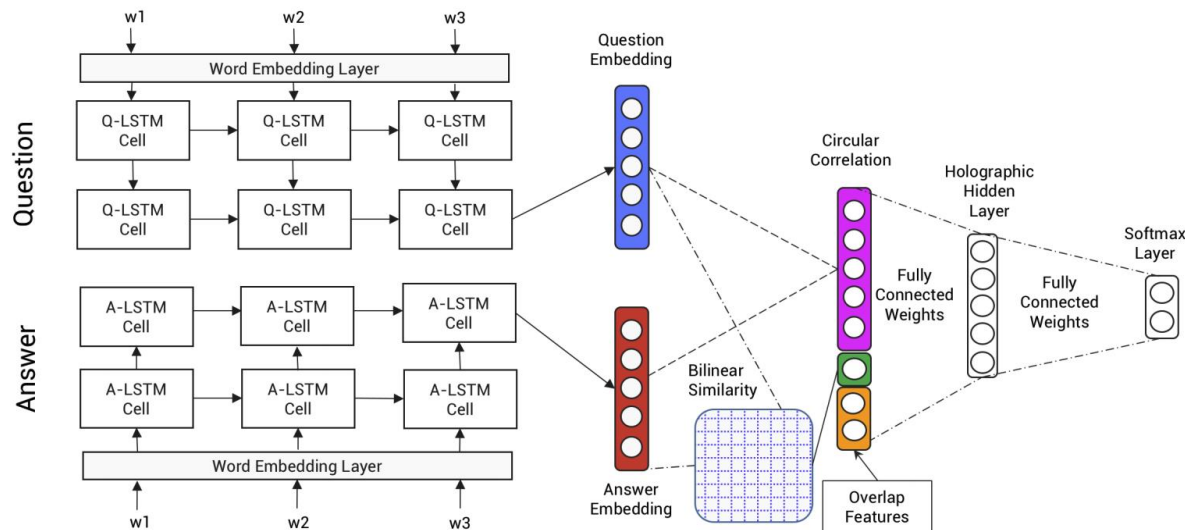 w1
w2
w3
Word Embedding Layer
Question
Q-LSTM
Cell
Q-LSTM
Cell
Q-LSTM
Cell
Q-LSTM
Cell
Q-LSTM
Cell
Q-LSTM
Cell
Answer
A-LSTM
Cell
A-LSTM
Cell
A-LSTM
Cell
A-LSTM
Cell
A-LSTM
Cell
A-LSTM
Cell
Word Embedding Layer
w1
w2
w3
Question
Embedding
Answer
Embedding
Bilinear
Similarity
Circular
Correlation
Overlap
Features
Fully
Connected
Weights
Holographic
Hidden
Layer
Fully
Connected
Weights
Softmax
Layer